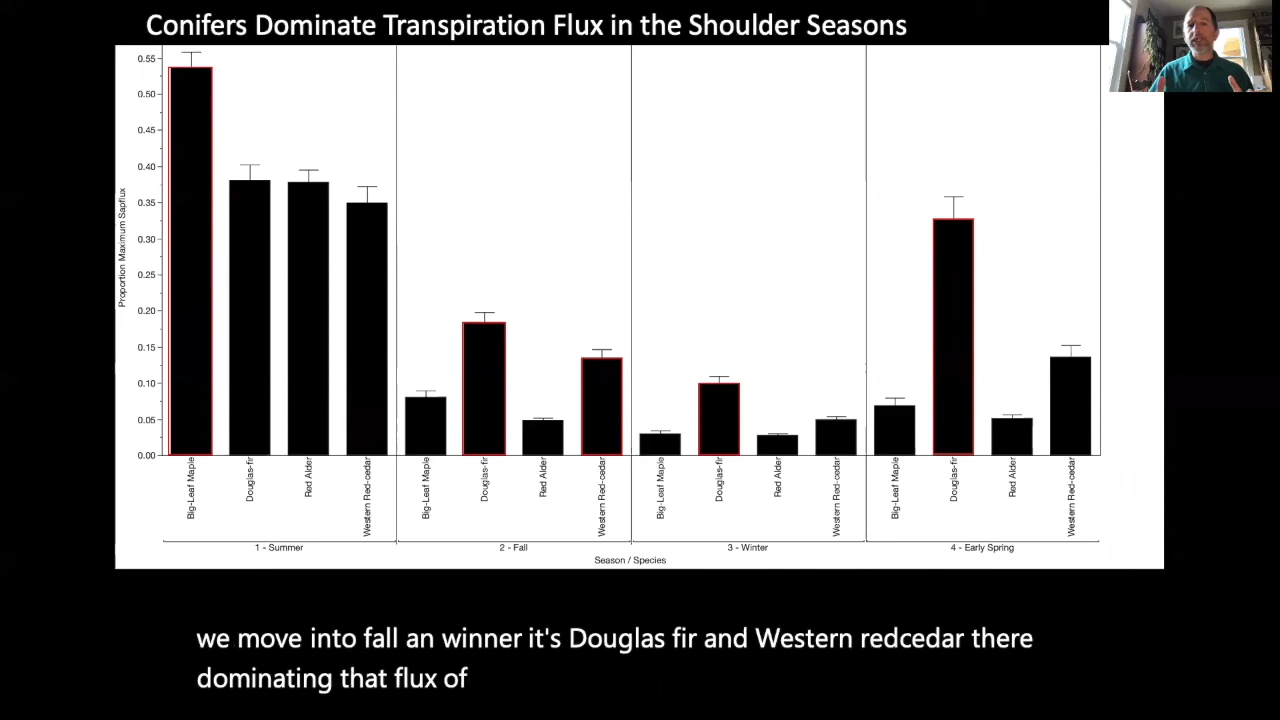 Conifers Dominate Transpiration Flux in the Shoulder Seasons
0.55
0.50
0.45
0.40
0.35
0.30
0.25
0.20
0.15
0.10
0.05
0.00
Proportion Maximum Sapflux
Big-Leaf Maple
Douglas-fir
Red Alder
Western Red-cedar
Big-Leaf Maple
Douglas-fir
Red Alder
Western Red-cedar
Big-Leaf Maple
Douglas-fir
Red Alder
Western Red-cedar
Big-Leaf Maple
Douglas-fir
Red Alder
Western Red-cedar
1 - Summer
2 - Fall
3 - Winter
4 - Early Spring
Season / Species
we move into fall an winner it's Douglas fir and Western redcedar there
dominating that flux of